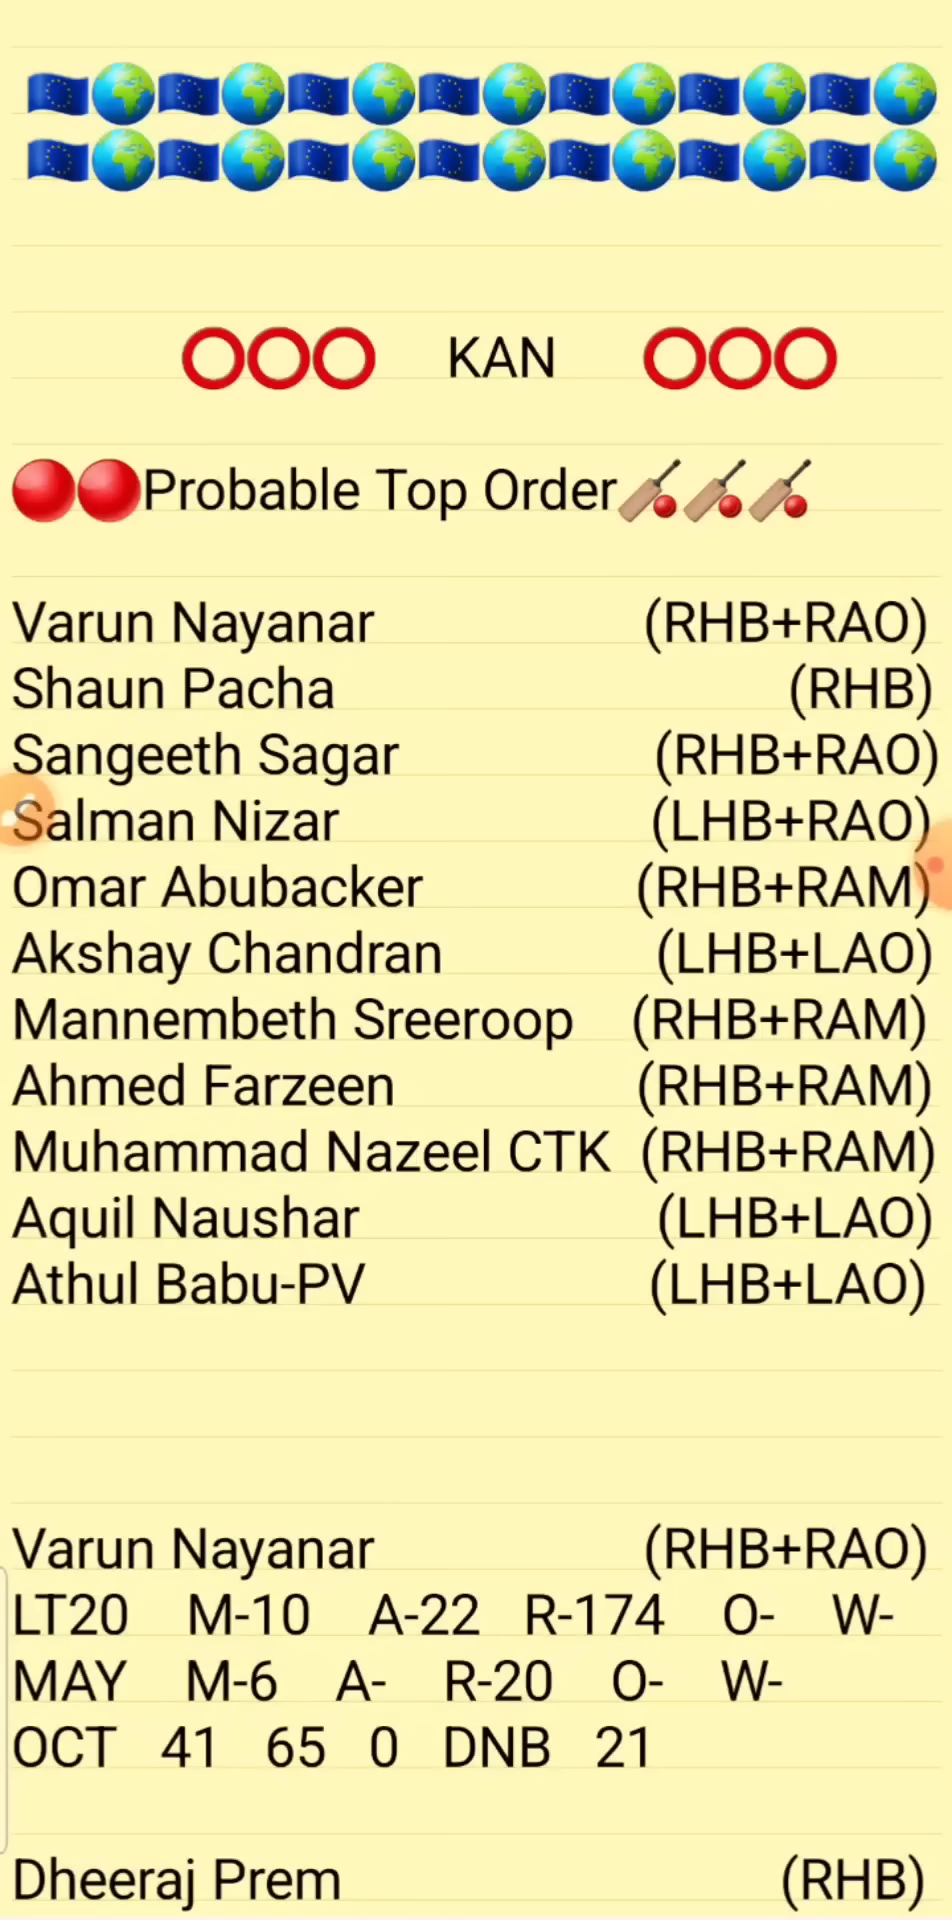 KAN
Probable Top Order
Varun Nayanar (RHB+RAO)
Shaun Pacha (RHB)
Sangeeth Sagar (RHB+RAO)
Salman Nizar (LHB+RAO)
Omar Abubacker (RHB+RAM)
Akshay Chandran (LHB+LAO)
Mannembeth Sreeroop (RHB+RAM)
Ahmed Farzeen (RHB+RAM)
Muhammad Nazeel CTK (RHB+RAM)
Aquil Naushar (LHB+LAO)
Athul Babu-PV (LHB+LAO)
Varun Nayanar (RHB+RAO)
LT20 M-10 A-22 R-174 O- W-
MAY M-6 A- R-20 O- W-
OCT 41 65 0 DNB 21
Dheeraj Prem (RHB)